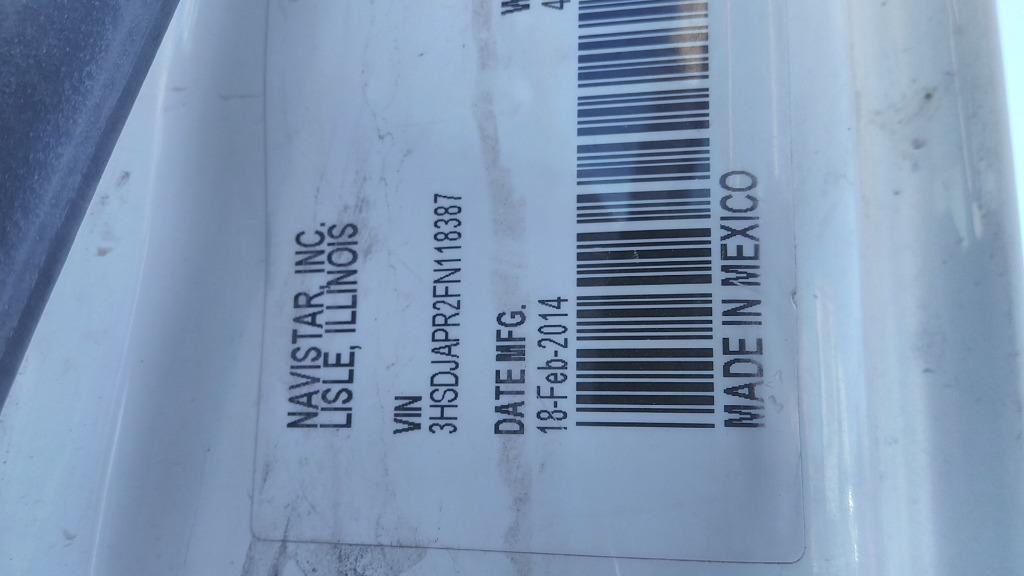 NAVISTAR, INC.
LISLE, ILLINOIS
VIN
3HSDJAPR2FN118387
DATE MFG.
18-Feb-2014
MADE IN MEXICO